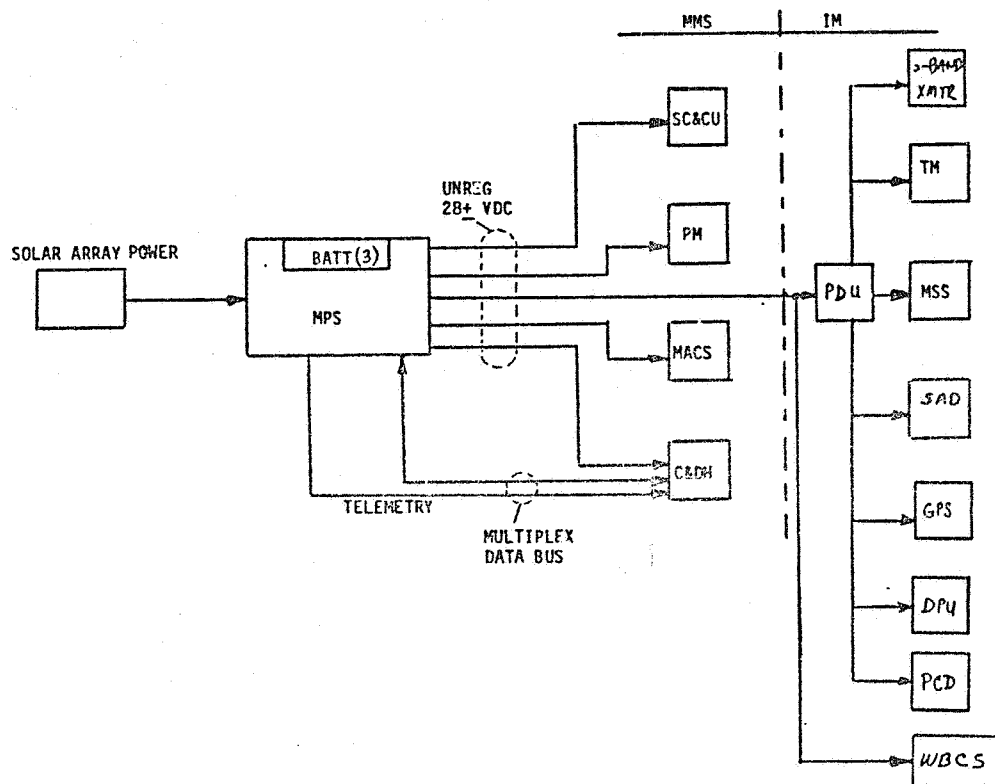 MMS
IM
S-BAND
XMTR
SC&CU
TM
UNREG
28+ VDC
SOLAR ARRAY POWER
BATT(3)
PM
MPS
PDU
MSS
MACS
SAD
C&DH
TELEMETRY
GPS
MULTIPLEX
DATA BUS
DPU
PCD
WBCS